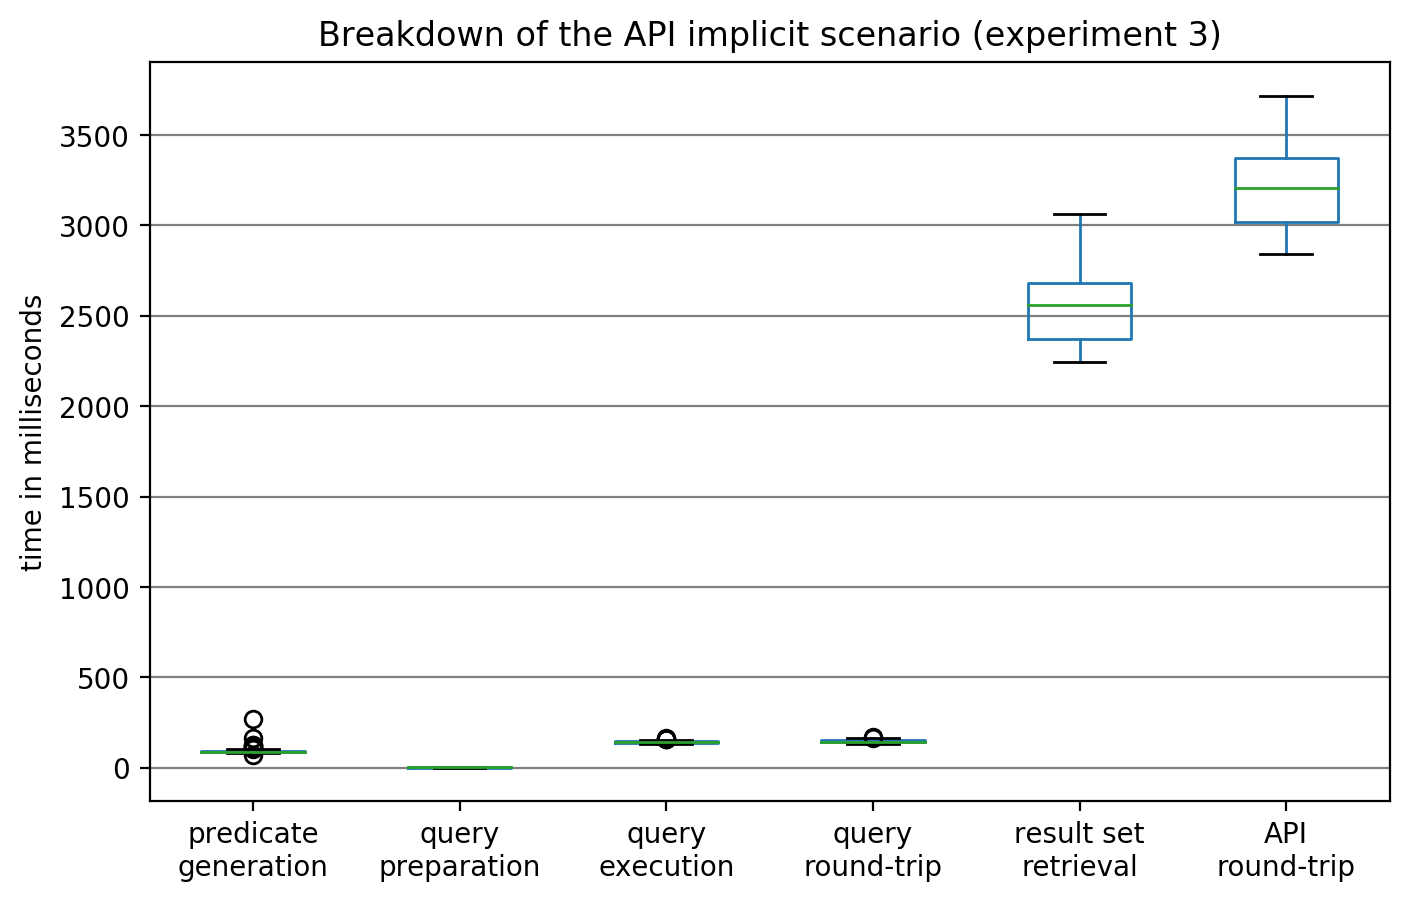 Breakdown of the API implicit scenario (experiment 3)
time in milliseconds
3500
3000
2500
2000
1500
1000
500
0
predicate
generation
query
preparation
query
execution
query
round-trip
result set
retrieval
API
round-trip